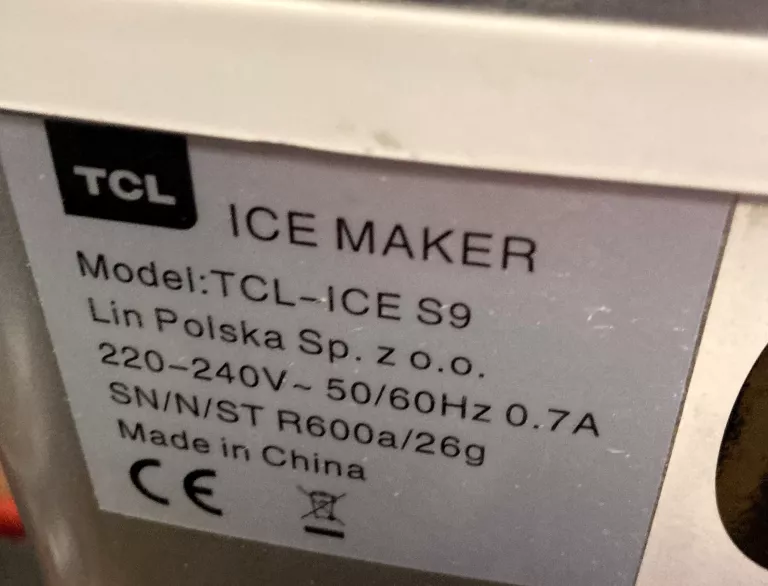 TCL
ICE MAKER
Model:TCL-ICE S9
Lin Polska Sp. z o.o.
220-240V~ 50/60Hz 0.7A
SN/N/ST R600a/26g
Made in China
CE